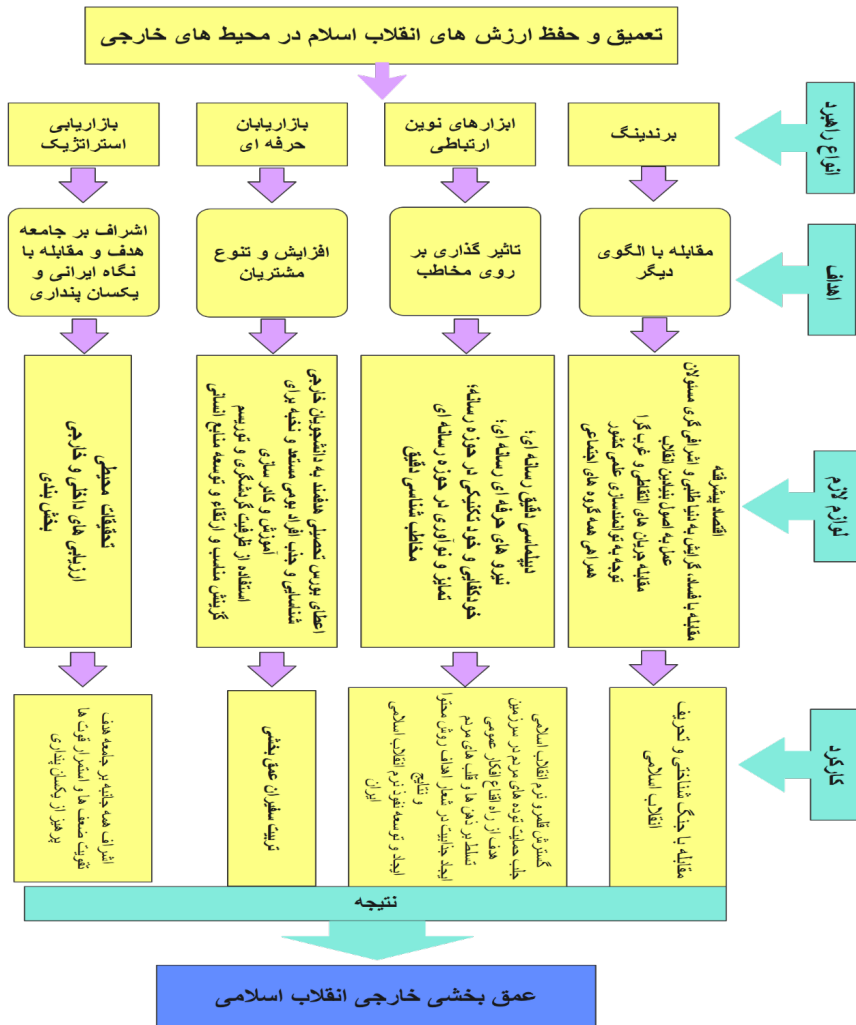 تعمیق و حفظ ارزش های انقلاب اسلام در محیط های خارجی
انواع راهبرد
برندینگ
ابزارهای نوین
ارتباطی
بازاریابان
حرفه ای
بازاریابی
استراتژیک
اهداف
مقابله با الگوی
دیگر
تاثیر گذاری بر
روی مخاطب
افزایش و تنوع
مشتریان
اشراف بر جامعه
هدف و مقابله با
نگاه ایرانی و
یکسان پنداری
لوازم لازم
اقتصاد پیشرفته
مقابله با فساد، گرایش به دنیا طلبی و اشرافی گری مسئولان
عمل به اصول بنیادین انقلاب
مقابله جریان های التقاطی و غرب گرا
توجه به توانمندسازی علمی کشور
همراهی همه گروه های اجتماعی
دیپلماسی دقیق رسانه ای؛
نیرو های حرفه ای رسانه ای؛
خودکفایی و خود تکنیکی در حوزه رسانه؛
تمایز و نوآوری در حوزه رسانه ای
مخاطب شناسی دقیق
اعطای بورس تحصیلی هدفمند به دانشجویان خارجی
شناسایی و جذب افراد بومی مستعد و نخبه برای
آموزش و کادر سازی
استفاده از ظرفیت گردشگری و توریسم
گزینش مناسب و ارتقاء و توسعه منابع انسانی
تحقیقات محیطی
ارزیابی های داخلی و خارجی
بخش بندی
کارکرد
مقابله با جنگ شناختی و تحریف
انقلاب اسلامی
گسترش قلمرو نرم انقلاب اسلامی
جلب حمایت توده های مردم در سرزمین
هدف از راه اقناع افکار عمومی
تسلط بر ذهن ها و قلب های مردم
ایجاد جذابیت در شعار اهداف روش محتوا
و نتایج
ایجاد و توسعه نفوذ نرم انقلاب اسلامی
ایران
تربیت سفیران عمق بخشی
اشراف همه جانبه بر جامعه هدف
تقویت ضعف ها و استمرار قوت ها
پرهیز از یکسان پنداری
نتیجه
عمق بخشی خارجی انقلاب اسلامی